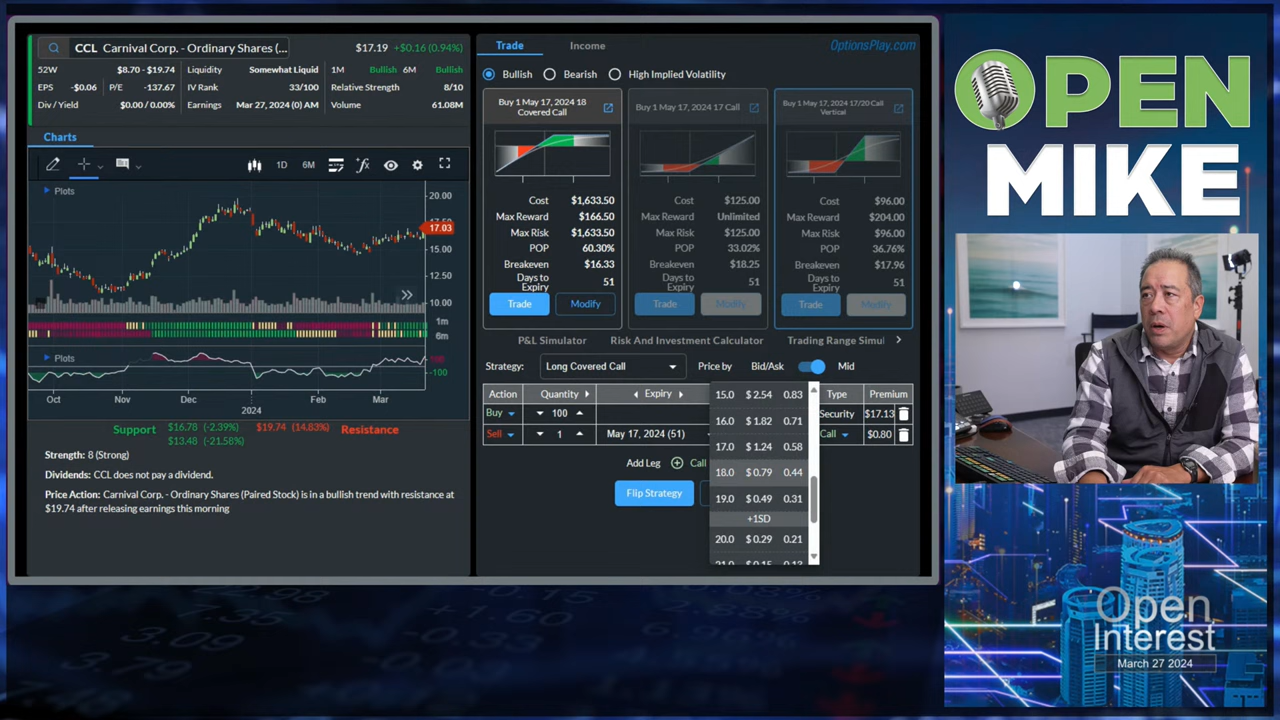 CCL Carnival Corp. - Ordinary Shares (...
$17.19 +$0.16 (0.94%)
52W $8.70 - $19.74 Liquidity Somewhat Liquid 1M Bullish 6M Bullish
EPS -$0.06 P/E -137.67 IV Rank 33/100 Relative Strength 8/10
Div / Yield $0.00 / 0.00% Earnings Mar 27, 2024 (0) AM Volume 61.08M
Charts
1D 6M fx
Plots
20.00
17.50
17.03
15.00
12.50
10.00
1m
6m
Plots
-100
Oct Nov Dec Feb Mar
2024
Support $16.78 (-2.39%) $19.74 (14.83%) Resistance
$13.48 (-21.58%)
Strength: 8 (Strong)
Dividends: CCL does not pay a dividend.
Price Action: Carnival Corp. - Ordinary Shares (Paired Stock) is in a bullish trend with resistance at
$19.74 after releasing earnings this morning
Trade Income
OptionsPlay.com
Bullish Bearish High Implied Volatility
Buy 1 May 17, 2024 18
Covered Call
Cost $1,633.50
Max Reward $166.50
Max Risk $1,633.50
POP 60.30%
Breakeven $16.33
Days to
Expiry 51
Trade Modify
Buy 1 May 17, 2024 17 Call
Cost $125.00
Max Reward Unlimited
Max Risk $125.00
POP 33.02%
Breakeven $18.25
Days to
Expiry 51
Trade Modify
Buy 1 May 17, 2024 17/20 Call
Vertical
Cost $96.00
Max Reward $204.00
Max Risk $96.00
POP 36.76%
Breakeven $17.96
Days to
Expiry 51
Trade Modify
P&L Simulator Risk And Investment Calculator Trading Range Simul
Strategy: Long Covered Call Price by Bid/Ask Mid
Action Quantity Expiry Type Premium
Buy 100 Security $17.13
Sell 1 May 17, 2024 (51) Call $0.80
15.0 $ 2.54 0.83
16.0 $ 1.82 0.71
17.0 $ 1.24 0.58
18.0 $ 0.79 0.44
19.0 $ 0.49 0.31
+1SD
20.0 $ 0.29 0.21
21.0 $ 0.15 0.13
Add Leg Call
Flip Strategy
OPEN
MIKE
Open
Interest
March 27 2024